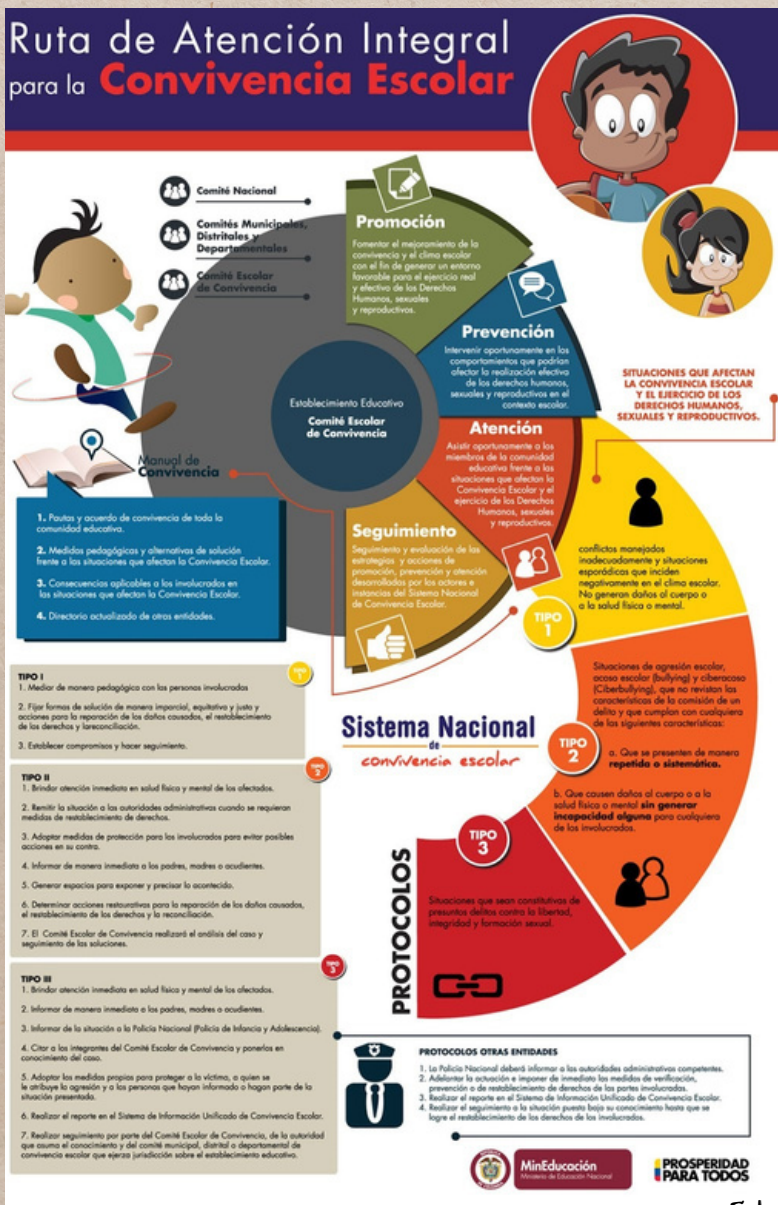 Ruta de Atención Integral
para la Convivencia Escolar
Comité Nacional
Comités Municipales,
Distritales y
Departamentales
Comité Escolar
de Convivencia
Promoción
Fomentar el mejoramiento de la
convivencia y el clima escolar
con el fin de generar un entorno
favorable para el ejercicio real
y efectivo de los Derechos
Humanos, sexuales
y reproductivos.
Prevención
Intervenir oportunamente en los
comportamientos que podrían
afectar la realización efectiva
de los derechos humanos,
sexuales y reproductivos en el
contexto escolar.
Establecimiento Educativo
Comité Escolar
de Convivencia
Atención
Asistir oportunamente a los
miembros de la comunidad
educativa frente a las
situaciones que afectan la
Convivencia Escolar y el
ejercicio de los Derechos
Humanos, sexuales
y reproductivos.
Seguimiento
Seguimiento y evaluación de las
estrategias y acciones de
promoción, prevención y atención
desarrolladas por los actores e
instancias del Sistema Nacional
de Convivencia Escolar.
SITUACIONES QUE AFECTAN
LA CONVIVENCIA ESCOLAR
Y EL EJERCICIO DE LOS
DERECHOS HUMANOS,
SEXUALES Y REPRODUCTIVOS.
Manual de
Convivencia
1. Pautas y acuerdo de convivencia de toda la
comunidad educativa.
2. Medidas pedagógicas y alternativas de solución
frente a las situaciones que afectan la Convivencia Escolar.
3. Consecuencias aplicables a los involucrados en
las situaciones que afectan la Convivencia Escolar.
4. Directorio actualizado de otras entidades.
conflictos manejados
inadecuadamente y situaciones
esporádicas que inciden
negativamente en el clima escolar.
No generan daños al cuerpo o
a la salud física o mental.
TIPO
1
Situaciones de agresión escolar,
acoso escolar (bullying) y ciberacoso
(Ciberbullying), que no revistan las
características de la comisión de un
delito y que cumplan con cualquiera
de las siguientes características:
a. Que se presenten de manera
repetida o sistemática.
b. Que causen daños al cuerpo o a la
salud física o mental sin generar
incapacidad alguna para cualquiera
de los involucrados.
TIPO
2
TIPO
3
Situaciones que sean constitutivas de
presuntos delitos contra la libertad,
integridad y formación sexual.
PROTOCOLOS
Sistema Nacional
de
convivencia escolar
TIPO I
TIPO
1
1. Mediar de manera pedagógica con las personas involucradas
2. Fijar formas de solución de manera imparcial, equitativa y justo y
acciones para la reparación de los daños causados, el restablecimiento
de los derechos y lareconciliación.
3. Establecer compromisos y hacer seguimiento.
TIPO II
TIPO
2
1. Brindar atención inmediata en salud física y mental de los afectados.
2. Remitir la situación a las autoridades administrativas cuando se requieran
medidas de restablecimiento de derechos.
3. Adoptar medidas de protección para los involucrados para evitar posibles
acciones en su contra.
4. Informar de manera inmediata a los padres, madres o acudientes.
5. Generar espacios para exponer y precisar lo acontecido.
6. Determinar acciones restaurativas para la reparación de los daños causados,
el restablecimiento de los derechos y la reconciliación.
7. El Comité Escolar de Convivencia realizará el análisis del caso y
seguimiento de las soluciones.
TIPO III
TIPO
3
1. Brindar atención inmediata en salud física y mental de los afectados.
2. Informar de manera inmediata a los padres, madres o acudientes.
3. Informar de la situación a la Policía Nacional (Policía de Infancia y Adolescencia).
4. Citar a los integrantes del Comité Escolar de Convivencia y ponerlos en
conocimiento del caso.
5. Adoptar las medidas propias para proteger a la víctima, a quien se
le atribuye la agresión y a las personas que hayan informado o hagan parte de la
situación presentada.
6. Realizar el reporte en el Sistema de Información Unificado de Convivencia Escolar.
7. Realizar seguimiento por parte del Comité Escolar de Convivencia, de la autoridad
que asuma el conocimiento y del comité municipal, distrital o departamental de
convivencia escolar que ejerza jurisdicción sobre el establecimiento educativo.
PROTOCOLOS OTRAS ENTIDADES
1. La Policía Nacional deberá informar a las autoridades administrativas competentes.
2. Adelantar la actuación e imponer de inmediato las medidas de verificación,
prevención o de restablecimiento de derechos de las partes involucradas.
3. Realizar el reporte en el Sistema de Información Unificado de Convivencia Escolar.
4. Realizar el seguimiento a la situación puesta bajo su conocimiento hasta que se
logre el restablecimiento de los derechos de los involucrados.
MinEducación
Ministerio de Educación Nacional
PROSPERIDAD
PARA TODOS